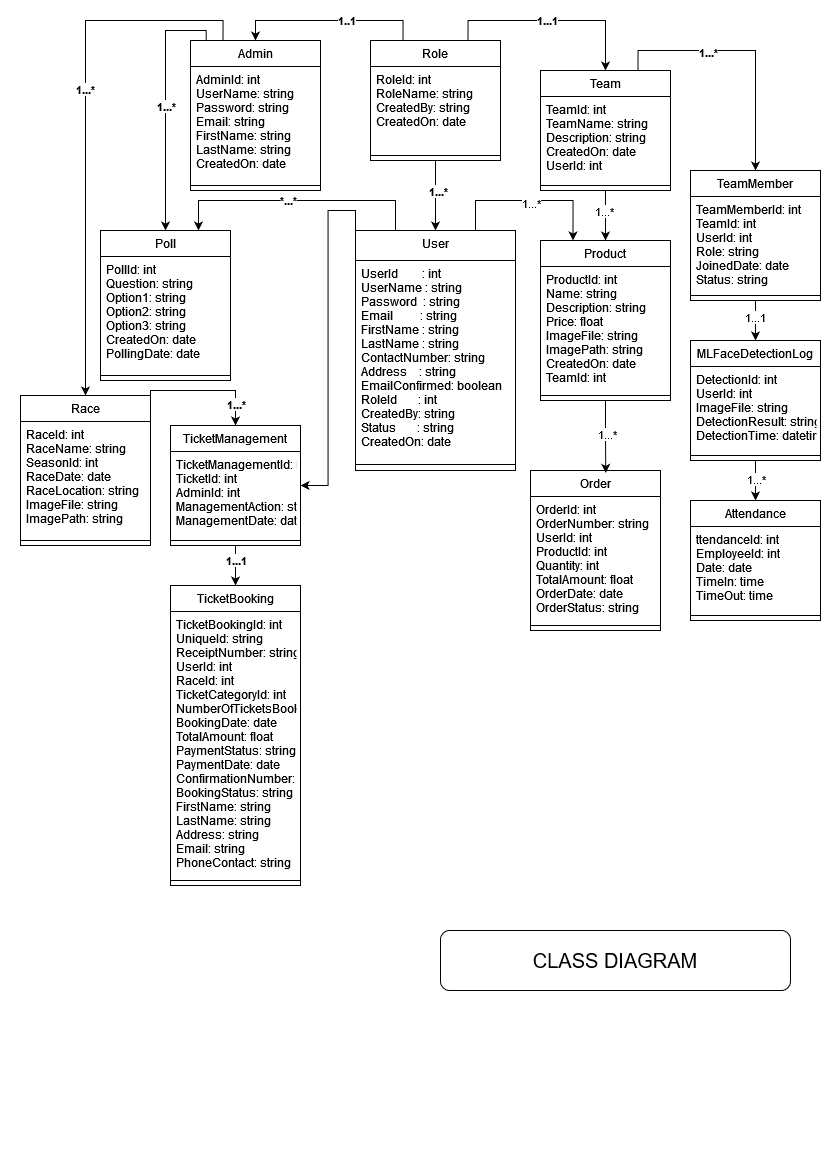 1..1
1...1
Admin
AdminId: int
UserName: string
Password: string
Email: string
FirstName: string
LastName: string
CreatedOn: date
Role
RoleId: int
RoleName: string
CreatedBy: string
CreatedOn: date
Team
TeamId: int
TeamName: string
Description: string
CreatedOn: date
UserId: int
1...*
1...*
1...*
1...*
*...*
1...*
1...*
TeamMember
TeamMemberId: int
TeamId: int
UserId: int
Role: string
JoinedDate: date
Status: string
Poll
PollId: int
Question: string
Option1: string
Option2: string
Option3: string
CreatedOn: date
PollingDate: date
User
UserId : int
UserName : string
Password : string
Email : string
FirstName : string
LastName : string
ContactNumber: string
Address : string
EmailConfirmed: boolean
RoleId : int
CreatedBy: string
Status : string
CreatedOn: date
Product
ProductId: int
Name: string
Description: string
Price: float
ImageFile: string
ImagePath: string
CreatedOn: date
TeamId: int
1...1
MLFaceDetectionLog
DetectionId: int
UserId: int
ImageFile: string
DetectionResult: string
DetectionTime: datetin
Race
RaceId: int
RaceName: string
SeasonId: int
RaceDate: date
RaceLocation: string
ImageFile: string
ImagePath: string
1...*
TicketManagement
TicketManagementId:
TicketId: int
AdminId: int
ManagementAction: st
ManagementDate: dat
1...*
Order
OrderId: int
OrderNumber: string
UserId: int
ProductId: int
Quantity: int
TotalAmount: float
OrderDate: date
OrderStatus: string
1...*
Attendance
ttendanceId: int
EmployeeId: int
Date: date
TimeIn: time
TimeOut: time
1...1
TicketBooking
TicketBookingId: int
UniqueId: string
ReceiptNumber: string
UserId: int
RaceId: int
TicketCategoryId: int
NumberOfTicketsBook
BookingDate: date
TotalAmount: float
PaymentStatus: string
PaymentDate: date
ConfirmationNumber:
BookingStatus: string
FirstName: string
LastName: string
Address: string
Email: string
PhoneContact: string
CLASS DIAGRAM